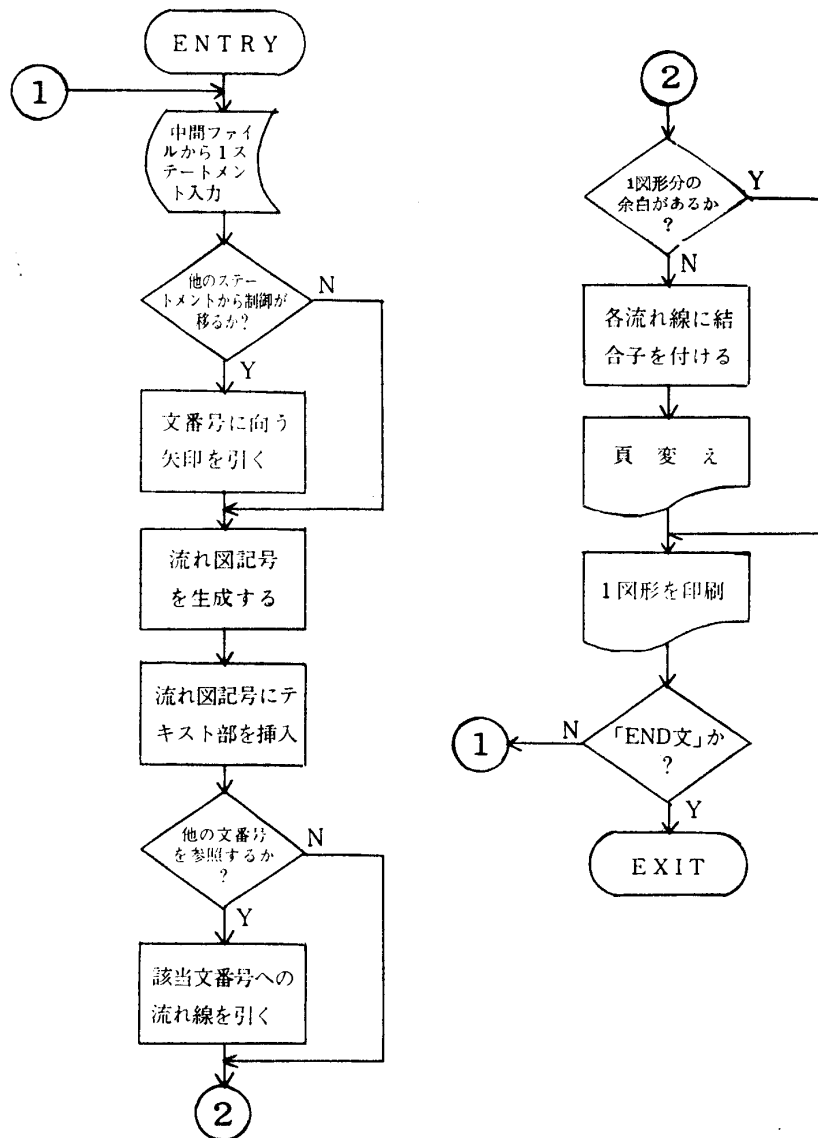 ENTRY
1
中間ファイ
ルから1ス
テートメン
ト入力
他のステー
トメントから制御が
移るか?
N
Y
文番号に向う
矢印を引く
流れ図記号
を生成する
流れ図記号にテ
キスト部を挿入
他の文番号
を参照するか
?
N
Y
該当文番号への
流れ線を引く
2
2
1図形分の
余白があるか
?
Y
N
各流れ線に結
合子を付ける
頁変え
1図形を印刷
「END文」か
?
N
1
Y
EXIT